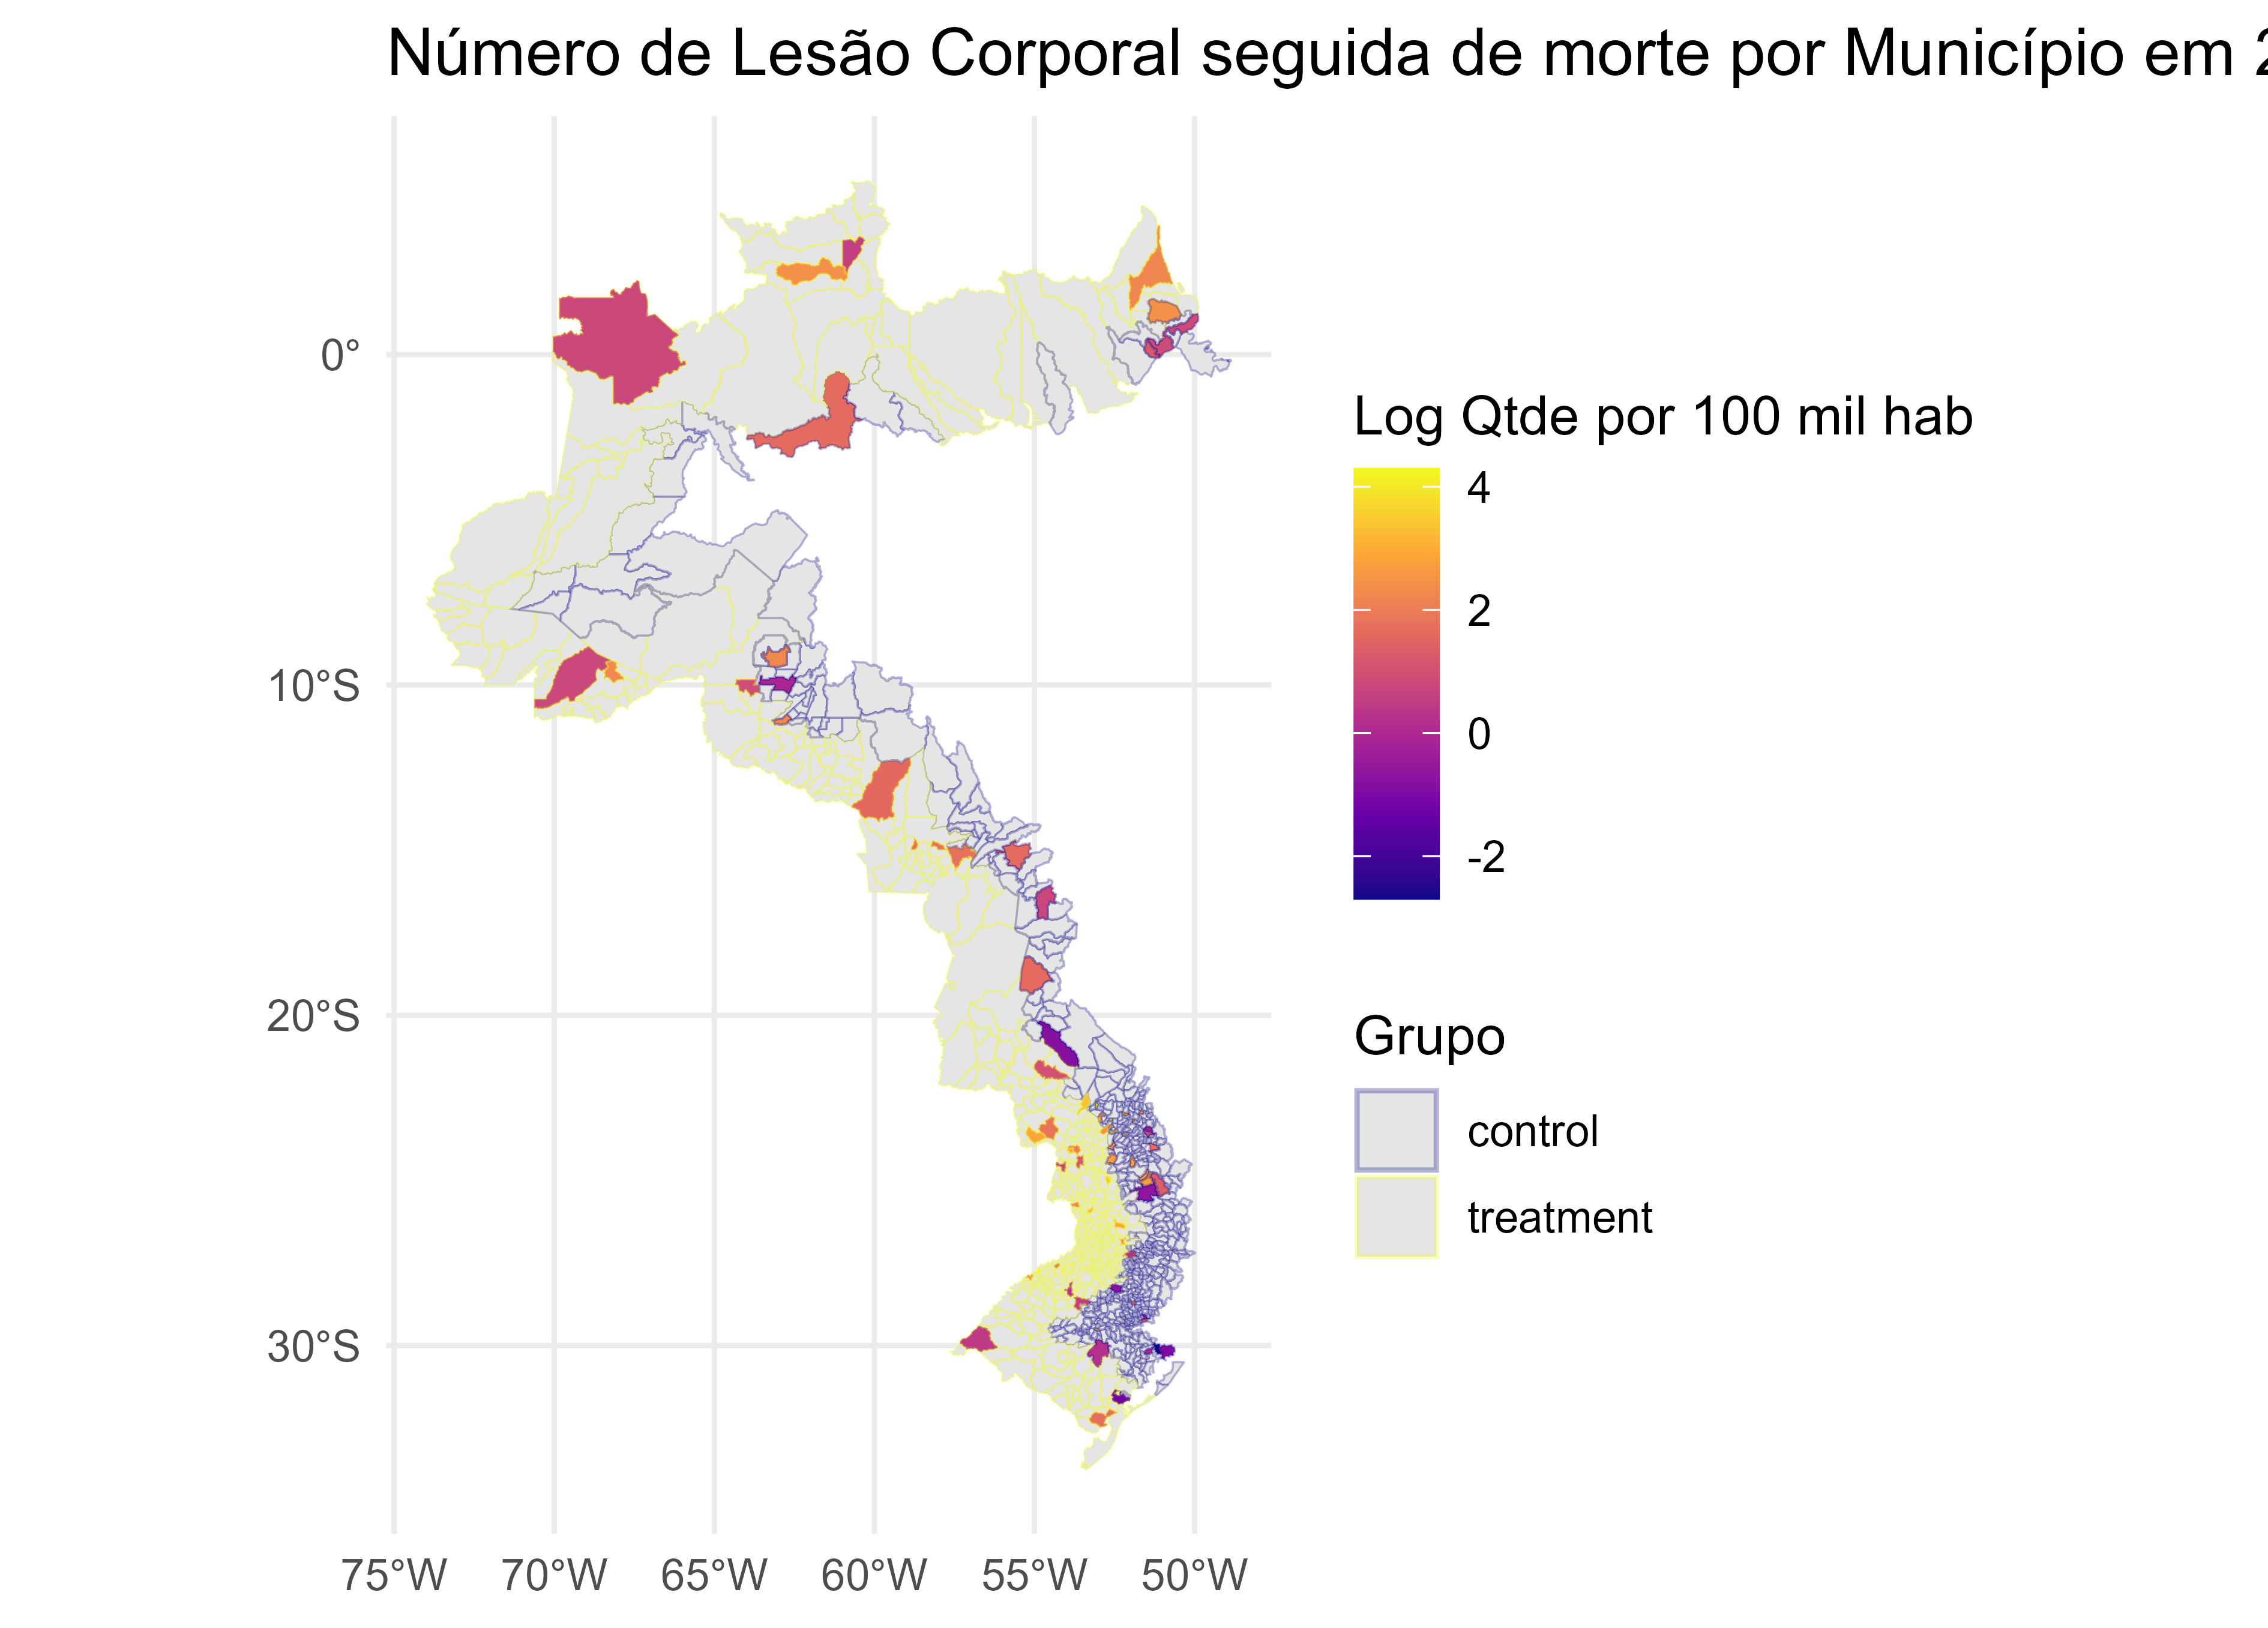 Número de Lesão Corporal seguida de morte por Município em
0°
10°S
20°S
30°S
75°W 70°W 65°W 60°W 55°W 50°W
Log Qtde por 100 mil hab
4
2
0
-2
Grupo
control
treatment